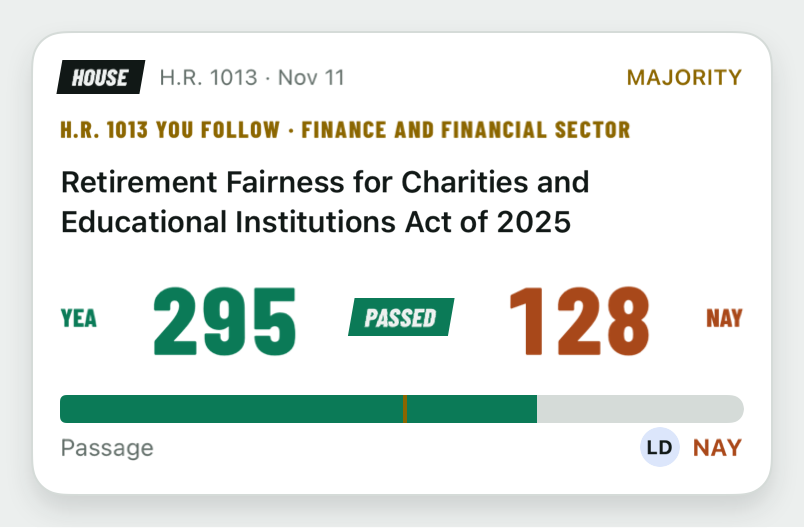 HOUSE H.R. 1013 · Nov 11 MAJORITY
H.R. 1013 YOU FOLLOW · FINANCE AND FINANCIAL SECTOR
Retirement Fairness for Charities and
Educational Institutions Act of 2025
YEA 295 PASSED 128 NAY
Passage LD NAY